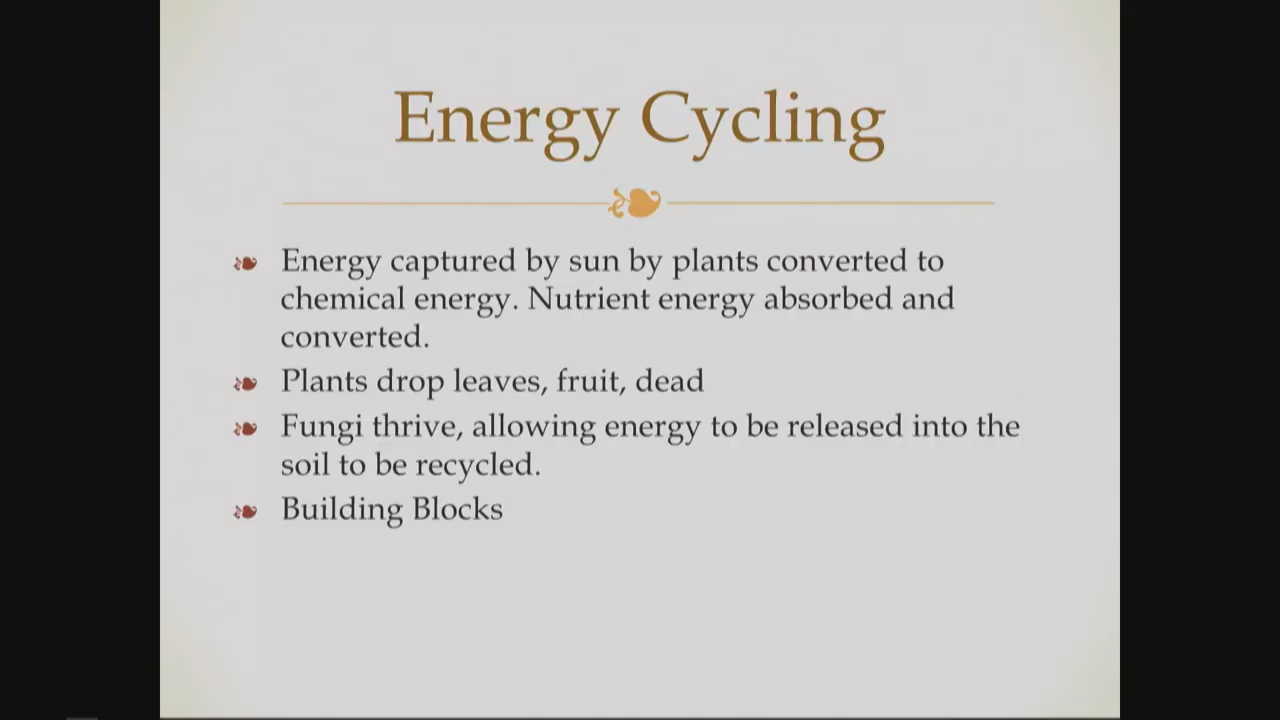 Energy Cycling
Energy captured by sun by plants converted to
chemical energy. Nutrient energy absorbed and
converted.
Plants drop leaves, fruit, dead
Fungi thrive, allowing energy to be released into the
soil to be recycled.
Building Blocks